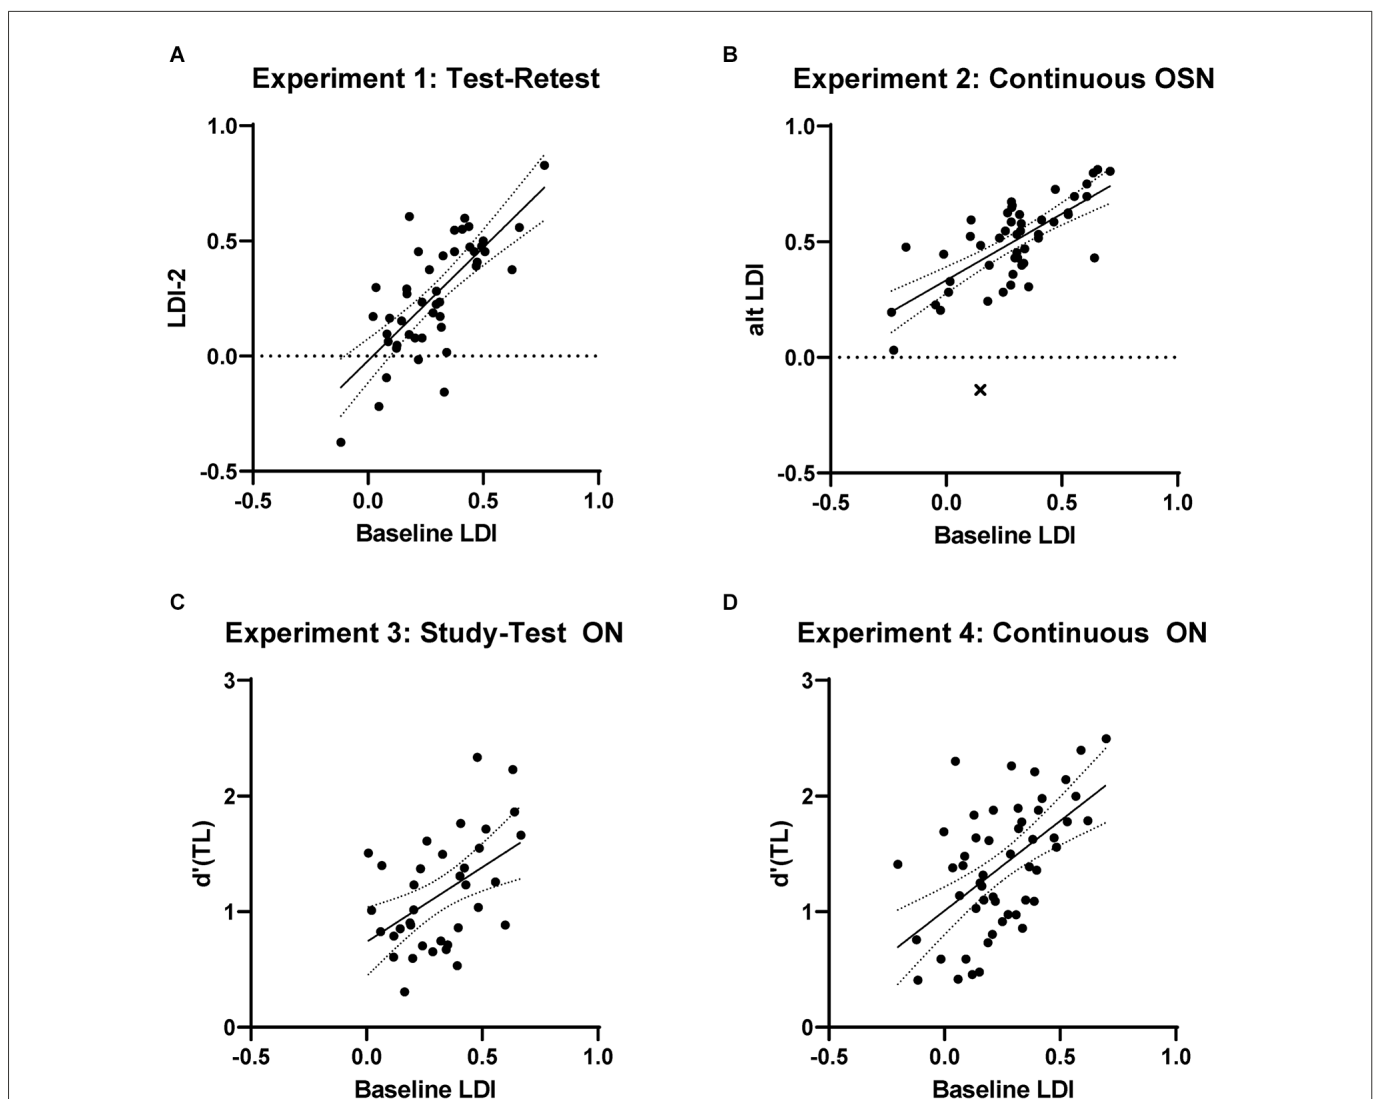 A
Experiment 1: Test-Retest
1.0
0.5
0.0
-0.5
LDI-2
-0.5 0.0 0.5 1.0
Baseline LDI
B
Experiment 2: Continuous OSN
1.0
0.5
0.0
-0.5
alt LDI
-0.5 0.0 0.5 1.0
Baseline LDI
C
Experiment 3: Study-Test ON
3
2
1
0
d'(TL)
-0.5 0.0 0.5 1.0
Baseline LDI
D
Experiment 4: Continuous ON
3
2
1
0
d'(TL)
-0.5 0.0 0.5 1.0
Baseline LDI